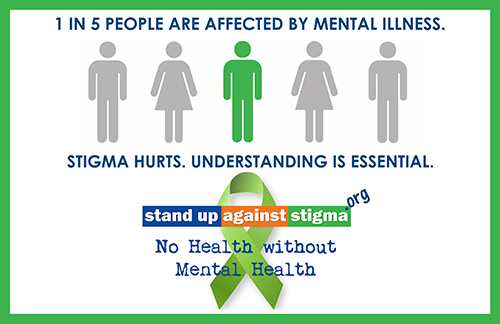 1 IN 5 PEOPLE ARE AFFECTED BY MENTAL ILLNESS.
STIGMA HURTS. UNDERSTANDING IS ESSENTIAL.
stand up against stigma.org
No Health without
Mental Health